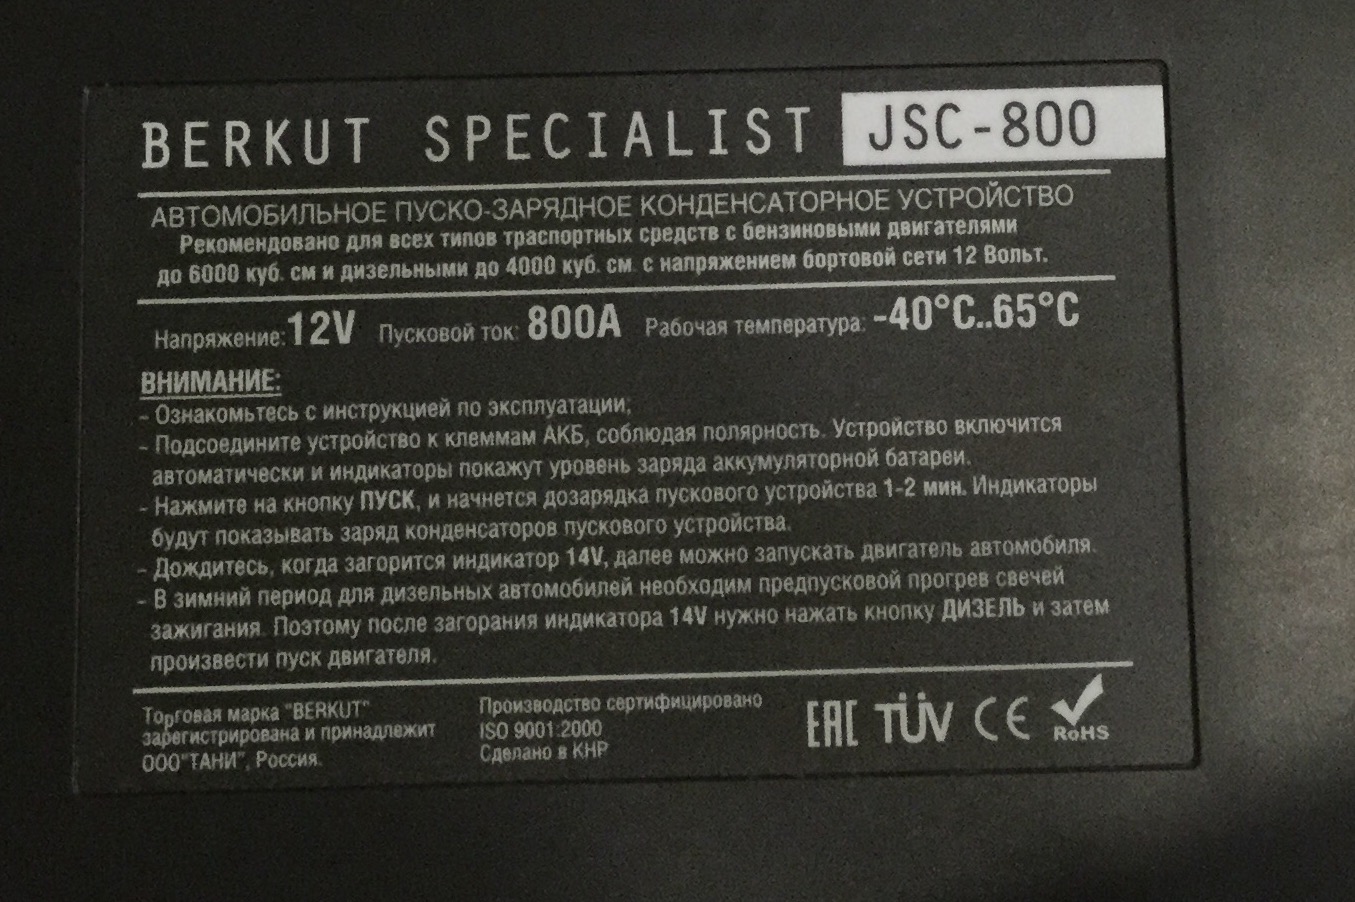 BERKUT SPECIALIST JSC-800
АВТОМОБИЛЬНОЕ ПУСКО-ЗАРЯДНОЕ КОНДЕНСАТОРНОЕ УСТРОЙСТВО
Рекомендовано для всех типов траспортных средств с бензиновыми двигателями
до 6000 куб. см и дизельными до 4000 куб. см. с напряжением бортовой сети 12 Вольт.
Напряжение: 12V Пусковой ток: 800A Рабочая температура: -40°C..65°C
ВНИМАНИЕ:
- Ознакомьтесь с инструкцией по эксплуатации;
- Подсоедините устройство к клеммам АКБ, соблюдая полярность. Устройство включится
автоматически и индикаторы покажут уровень заряда аккумуляторной батареи.
- Нажмите на кнопку ПУСК, и начнется дозарядка пускового устройства 1-2 мин. Индикаторы
будут показывать заряд конденсаторов пускового устройства.
- Дождитесь, когда загорится индикатор 14V, далее можно запускать двигатель автомобиля.
- В зимний период для дизельных автомобилей необходим предпусковой прогрев свечей
зажигания. Поэтому после загорания индикатора 14V нужно нажать кнопку ДИЗЕЛЬ и затем
произвести пуск двигателя.
Торговая марка "BERKUT"
зарегистрирована и принадлежит
ООО"ТАНИ", Россия.
Производство сертифицировано
ISO 9001:2000
Сделано в КНР
EAC TÜV CE RoHS